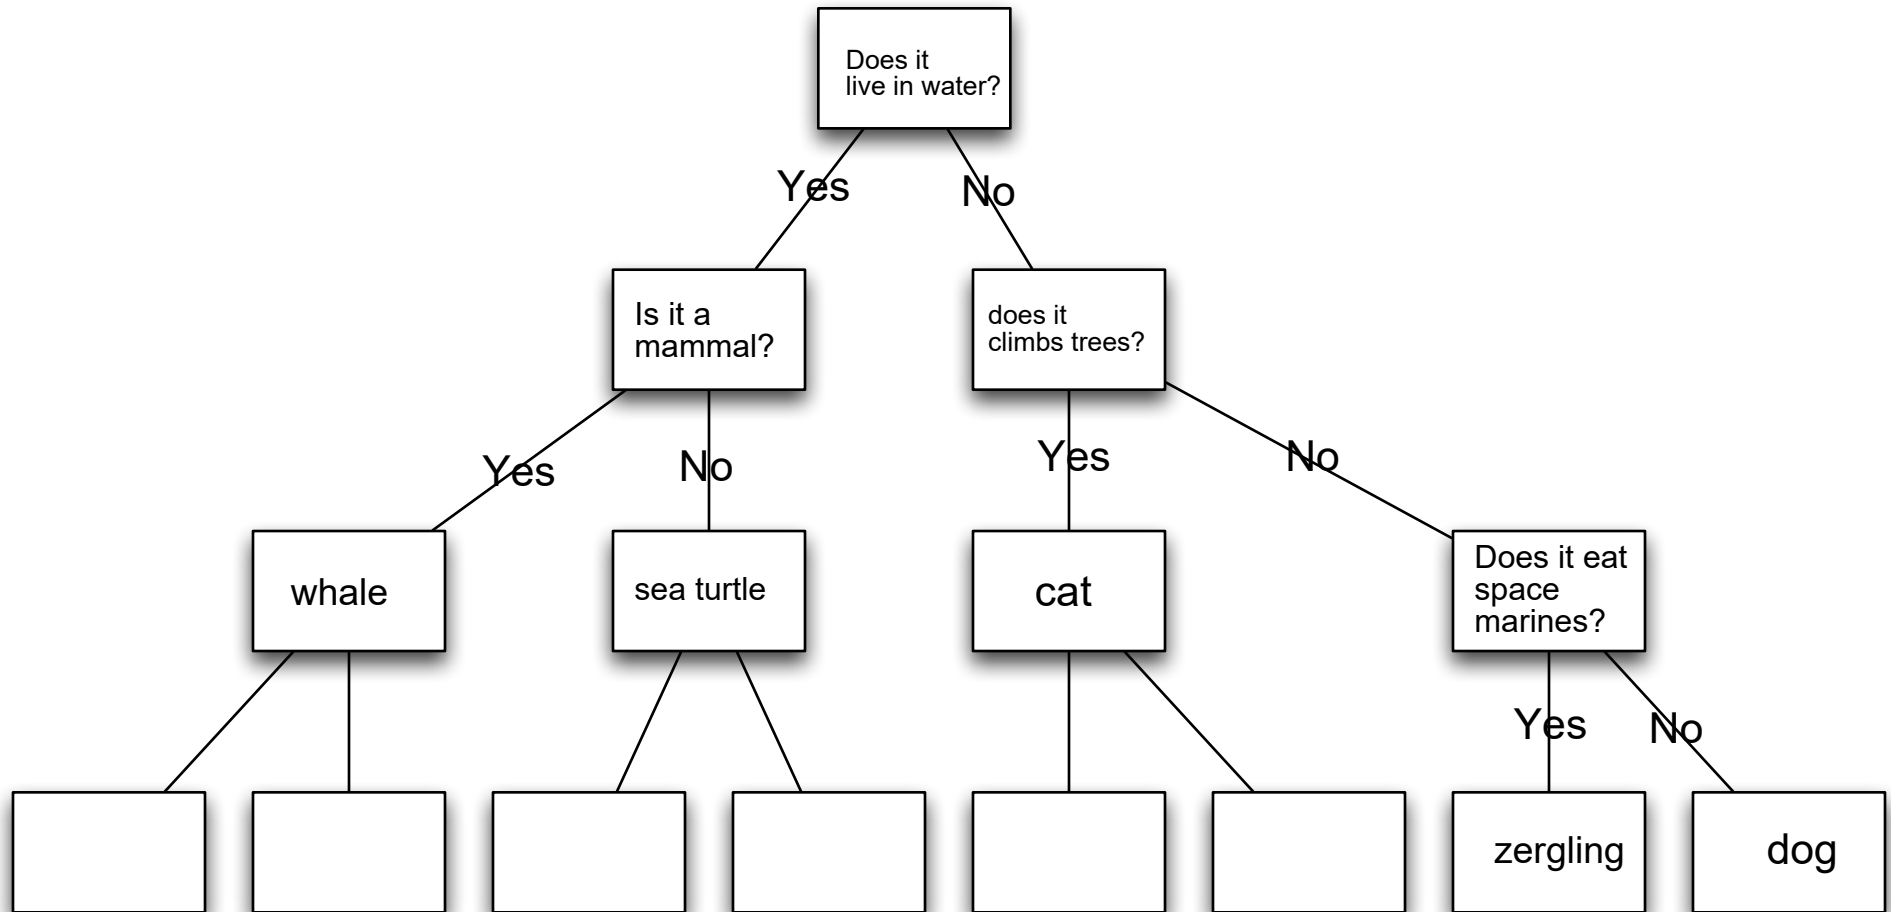 Does it
live in water?
Yes
No
Is it a
mammal?
does it
climbs trees?
Yes
No
Yes
No
whale
sea turtle
cat
Does it eat
space
marines?
Yes
No
zergling
dog